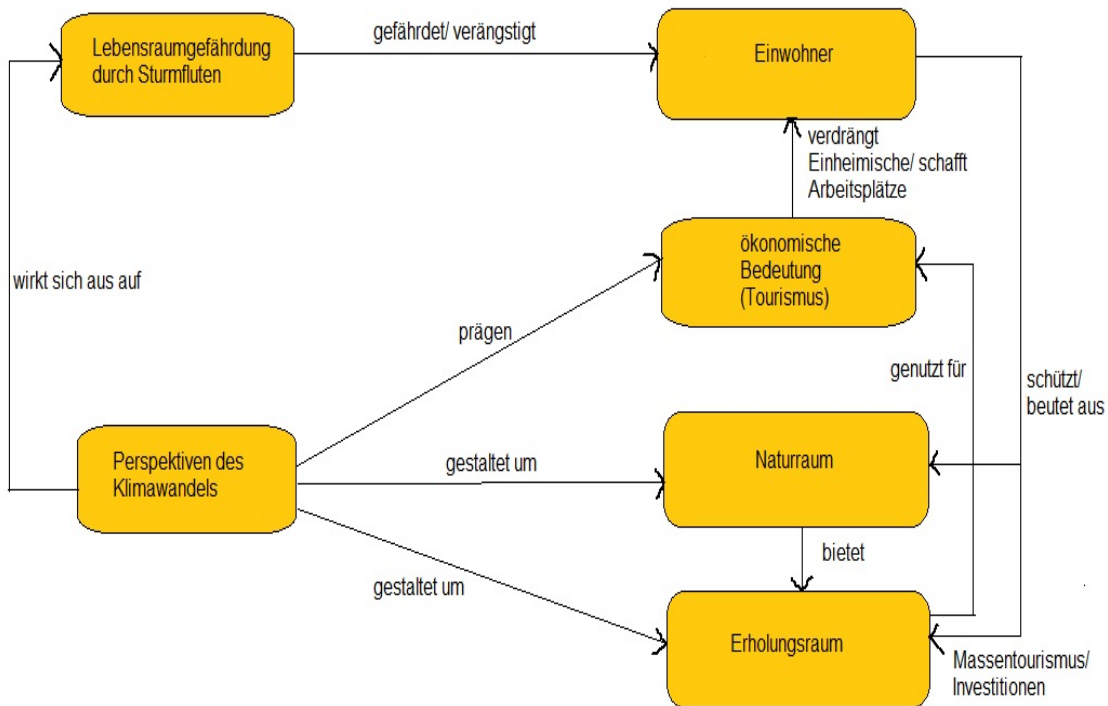 Lebensraumgefährdung
durch Sturmfluten
gefährdet/ verängstigt
Einwohner
verdrängt
Einheimische/ schafft
Arbeitsplätze
ökonomische
Bedeutung
(Tourismus)
wirkt sich aus auf
prägen
genutzt für
schützt/
beutet aus
Perspektiven des
Klimawandels
gestaltet um
Naturraum
bietet
gestaltet um
Erholungsraum
Massentourismus/
Investitionen